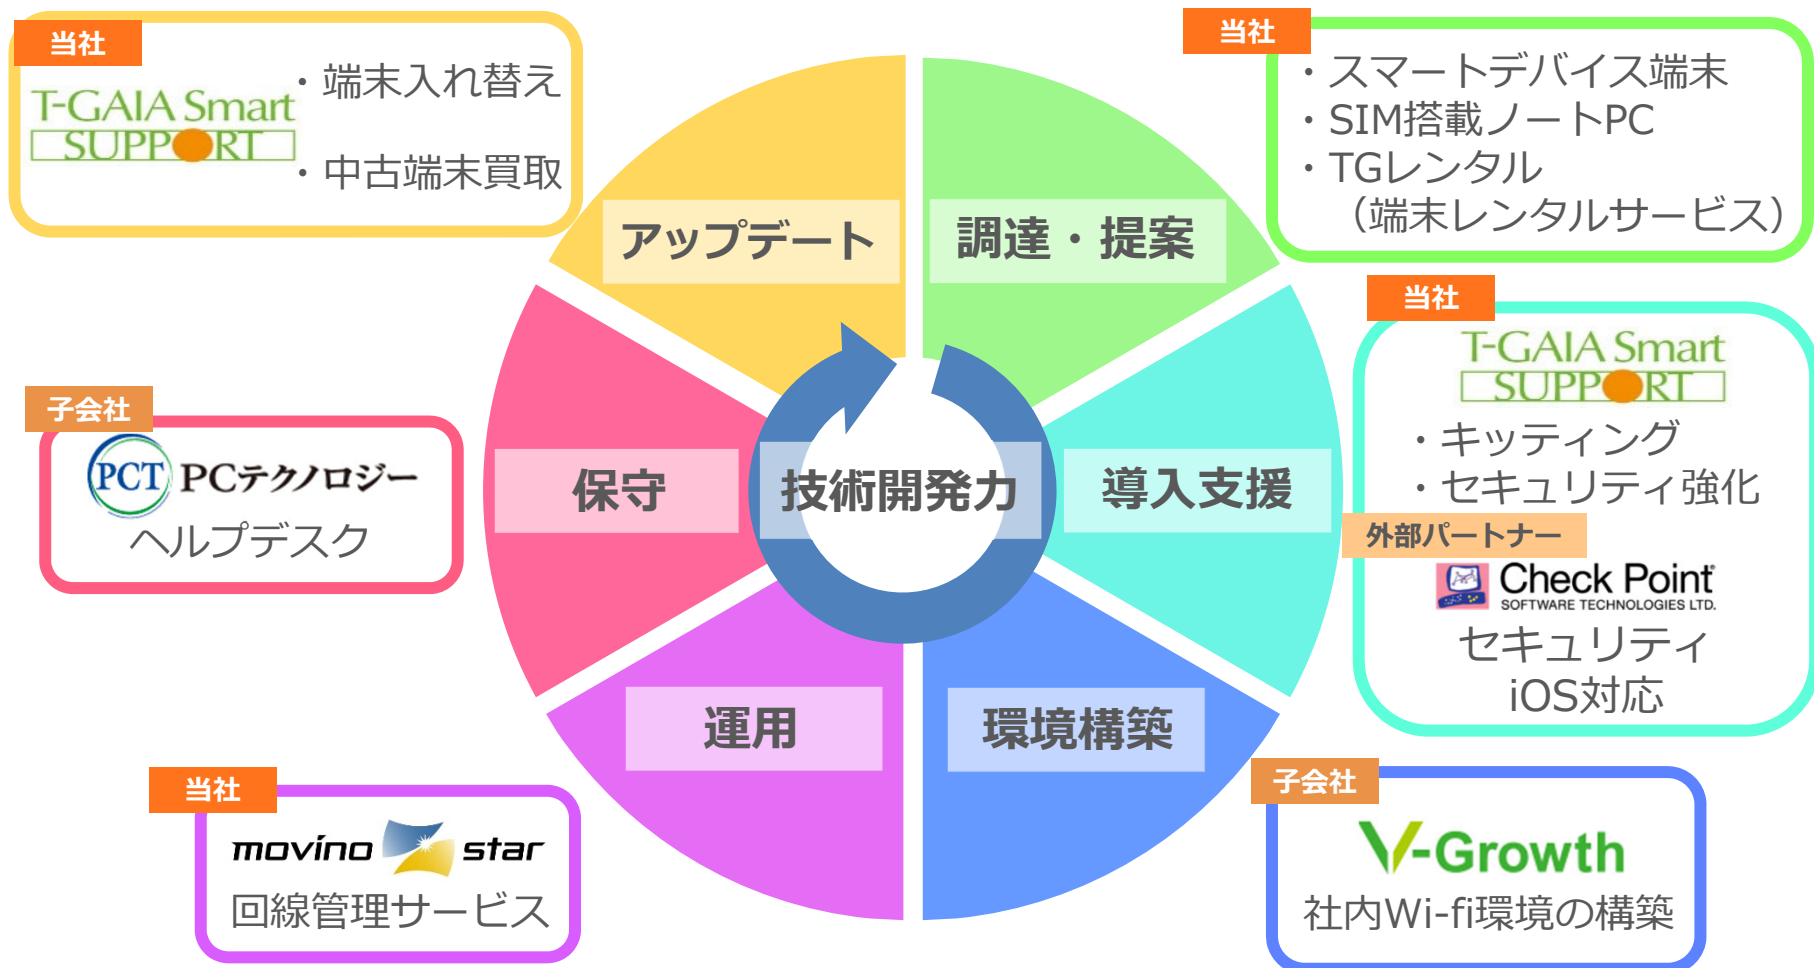 当社
T-GAIA Smart
SUPPORT
・端末入れ替え
・中古端末買取
当社
・スマートデバイス端末
・SIM搭載ノートPC
・TGレンタル
（端末レンタルサービス）
アップデート
調達・提案
当社
T-GAIA Smart
SUPPORT
・キッティング
・セキュリティ強化
外部パートナー
Check Point
SOFTWARE TECHNOLOGIES LTD.
セキュリティ
iOS対応
子会社
PCT PCテクノロジー
ヘルプデスク
保守
技術開発力
導入支援
運用
環境構築
当社
movino star
回線管理サービス
子会社
V-Growth
社内Wi-fi環境の構築